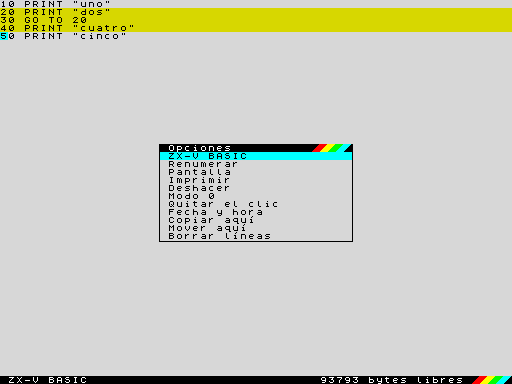 10 PRINT "uno"
20 PRINT "dos"
30 GO TO 20
40 PRINT "cuatro"
50 PRINT "cinco"
Opciones
ZX-V BASIC
Renumerar
Pantalla
Imprimir
Deshacer
Modo 0
Quitar el clic
Fecha y hora
Copiar aquí
Mover aquí
Borrar líneas
ZX-V BASIC 93793 bytes libres